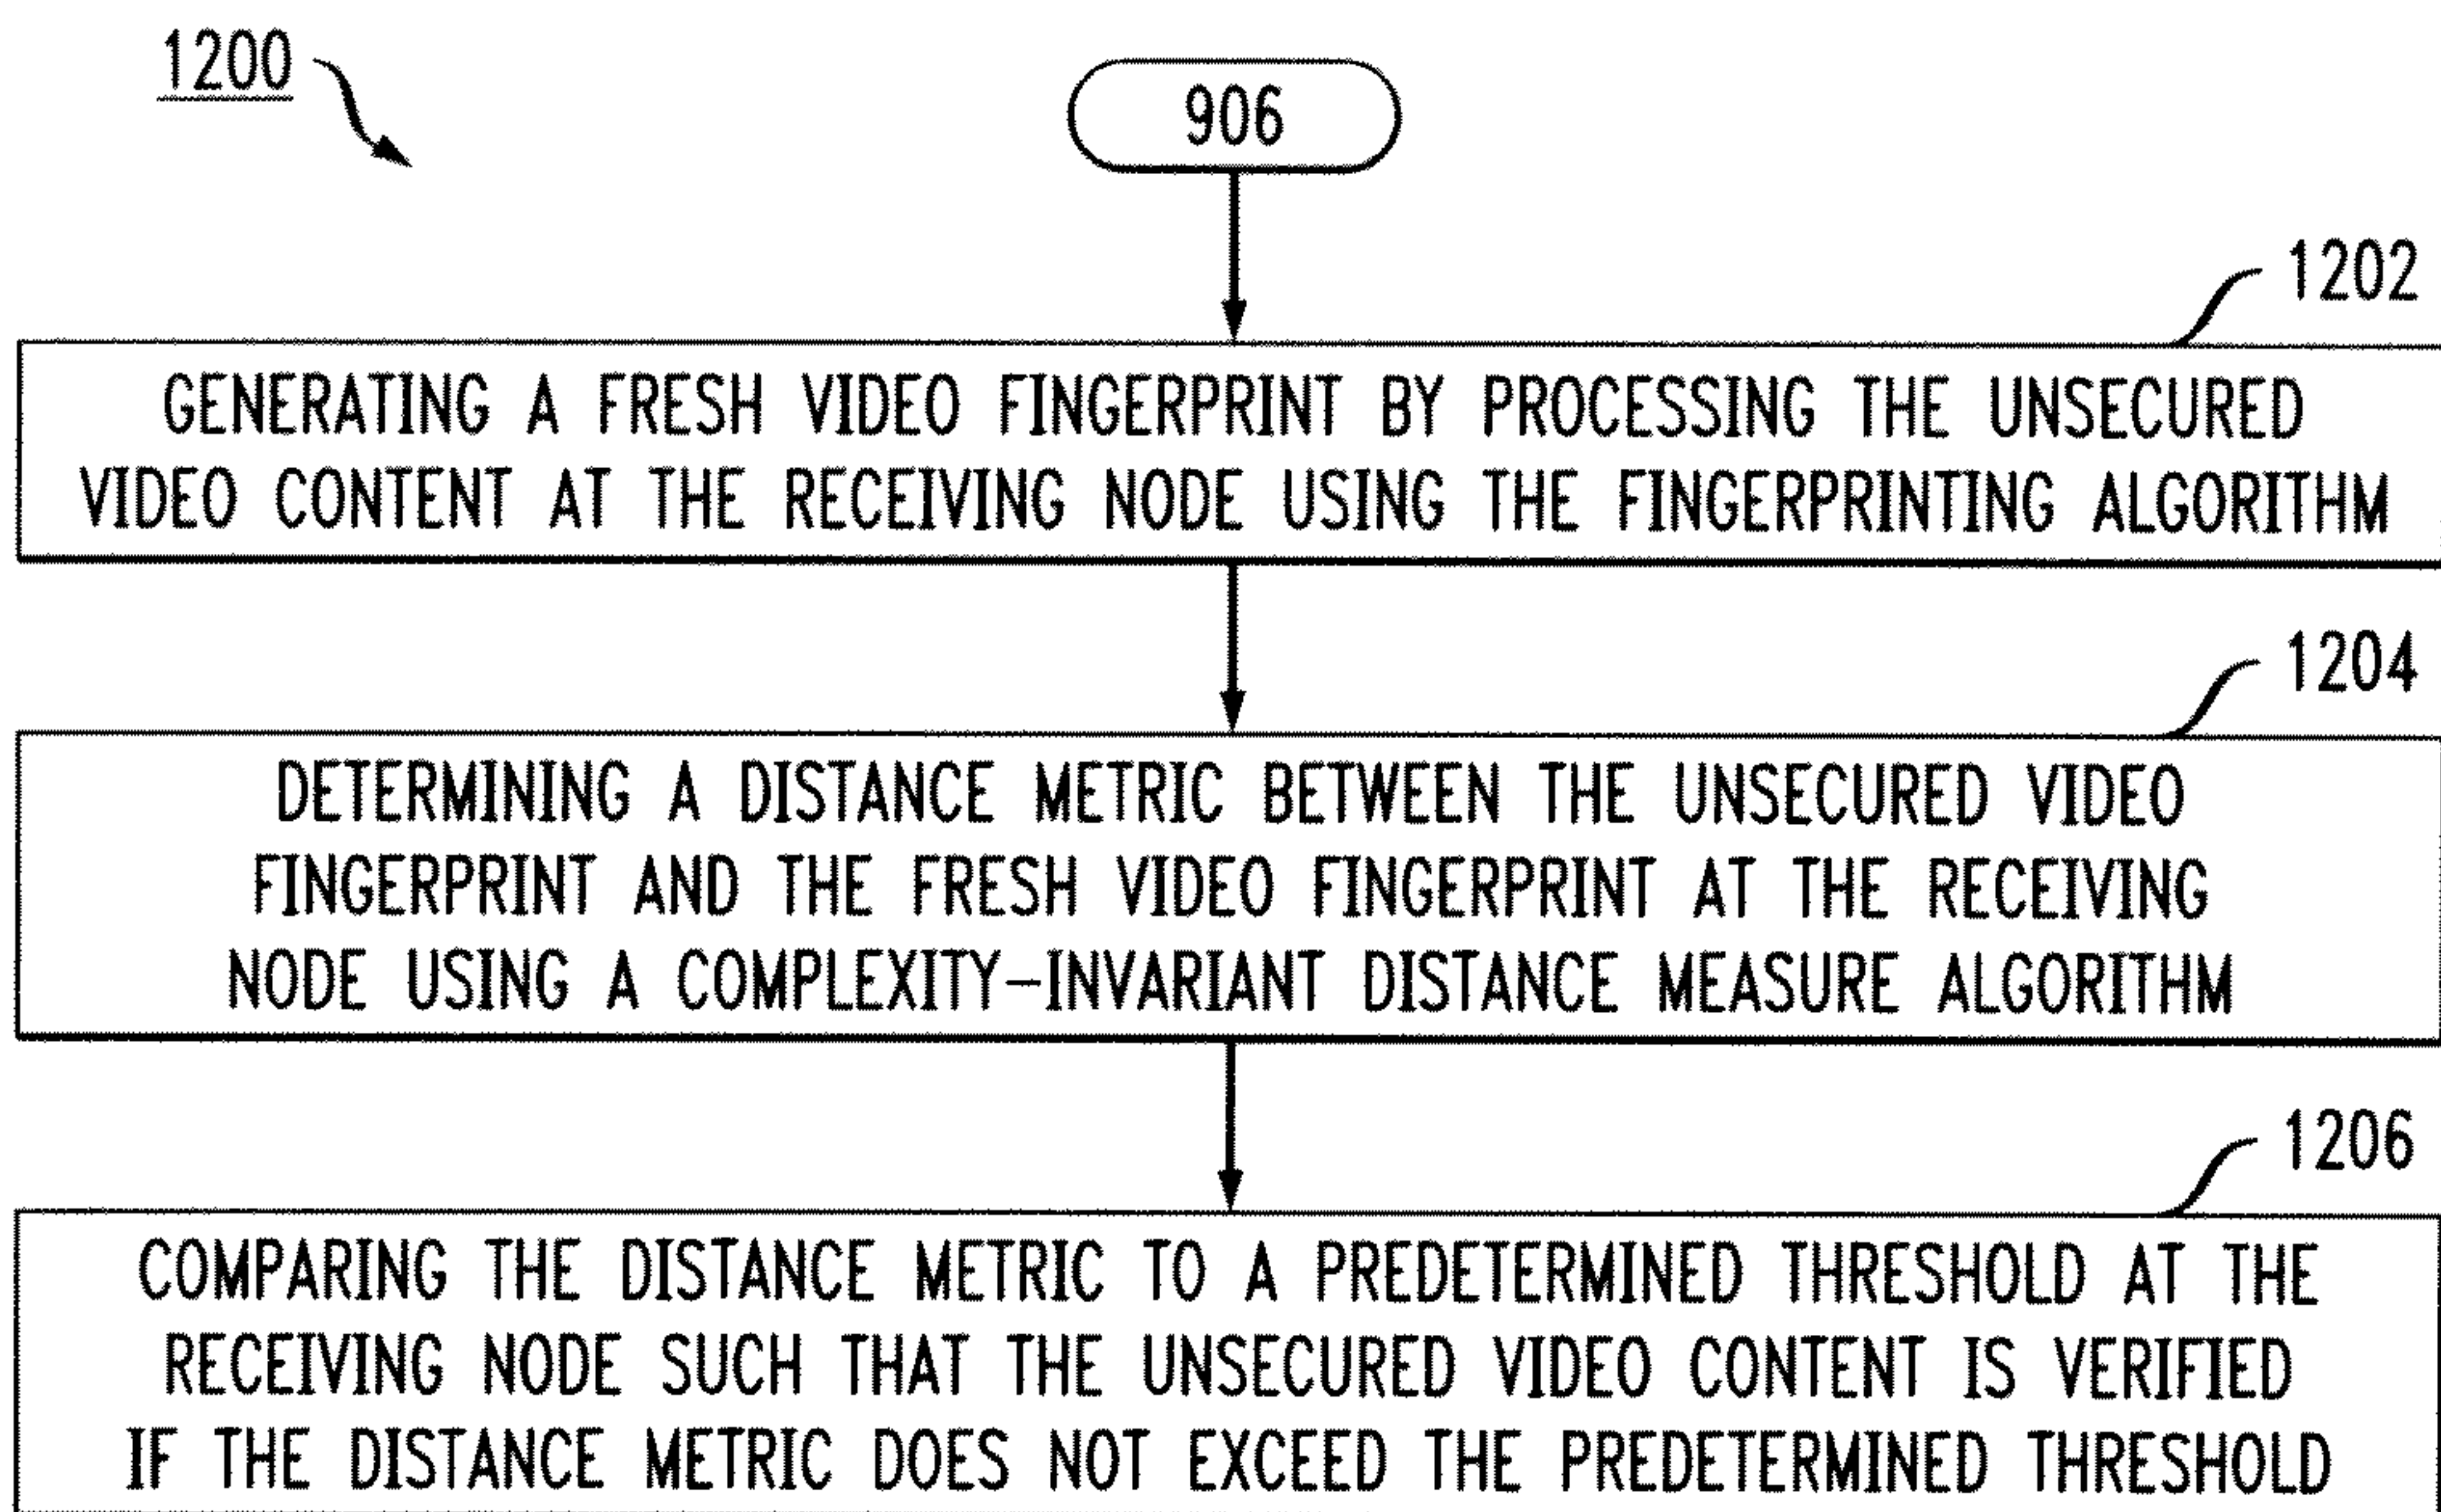 1200
906
1202
GENERATING A FRESH VIDEO FINGERPRINT BY PROCESSING THE UNSECURED
VIDEO CONTENT AT THE RECEIVING NODE USING THE FINGERPRINTING ALGORITHM
1204
DETERMINING A DISTANCE METRIC BETWEEN THE UNSECURED VIDEO
FINGERPRINT AND THE FRESH VIDEO FINGERPRINT AT THE RECEIVING
NODE USING A COMPLEXITY-INVARIANT DISTANCE MEASURE ALGORITHM
1206
COMPARING THE DISTANCE METRIC TO A PREDETERMINED THRESHOLD AT THE
RECEIVING NODE SUCH THAT THE UNSECURED VIDEO CONTENT IS VERIFIED
IF THE DISTANCE METRIC DOES NOT EXCEED THE PREDETERMINED THRESHOLD